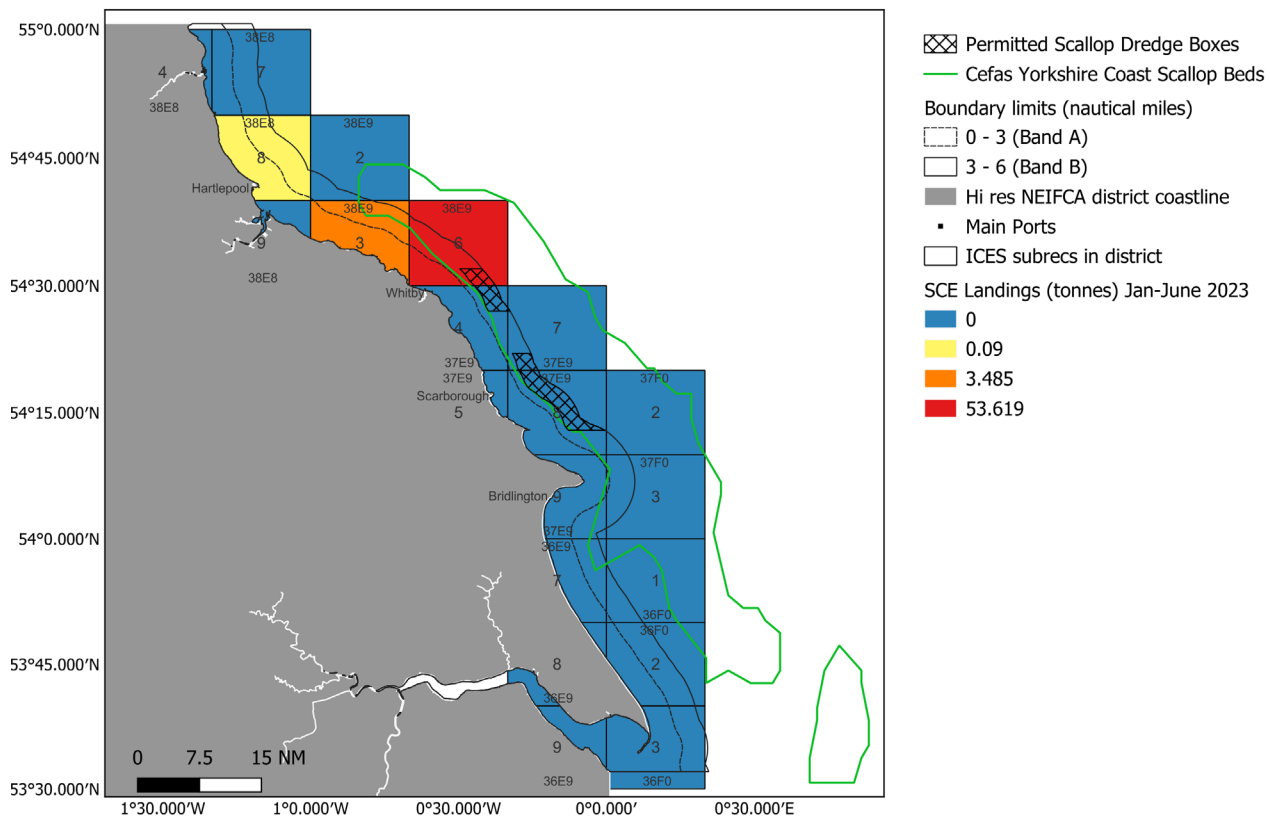 55°0.000'N
54°45.000'N
54°30.000'N
54°15.000'N
54°0.000'N
53°45.000'N
53°30.000'N
1°30.000'W
1°0.000'W
0°30.000'W
0°0.000'
0°30.000'E
38E8
4
7
38E8
38E8
38E9
8
2
Hartlepool
38E9
38E9
9
3
6
38E8
Whitby
4
7
37E9
37E9
37E9
37E9
37F0
Scarborough
5
8
2
37F0
Bridlington
9
3
37E9
36E9
7
1
36F0
36F0
8
2
36E9
9
3
36E9
36F0
0
7.5
15 NM
Permitted Scallop Dredge Boxes
Cefas Yorkshire Coast Scallop Beds
Boundary limits (nautical miles)
0 - 3 (Band A)
3 - 6 (Band B)
Hi res NEIFCA district coastline
Main Ports
ICES subrecs in district
SCE Landings (tonnes) Jan-June 2023
0
0.09
3.485
53.619